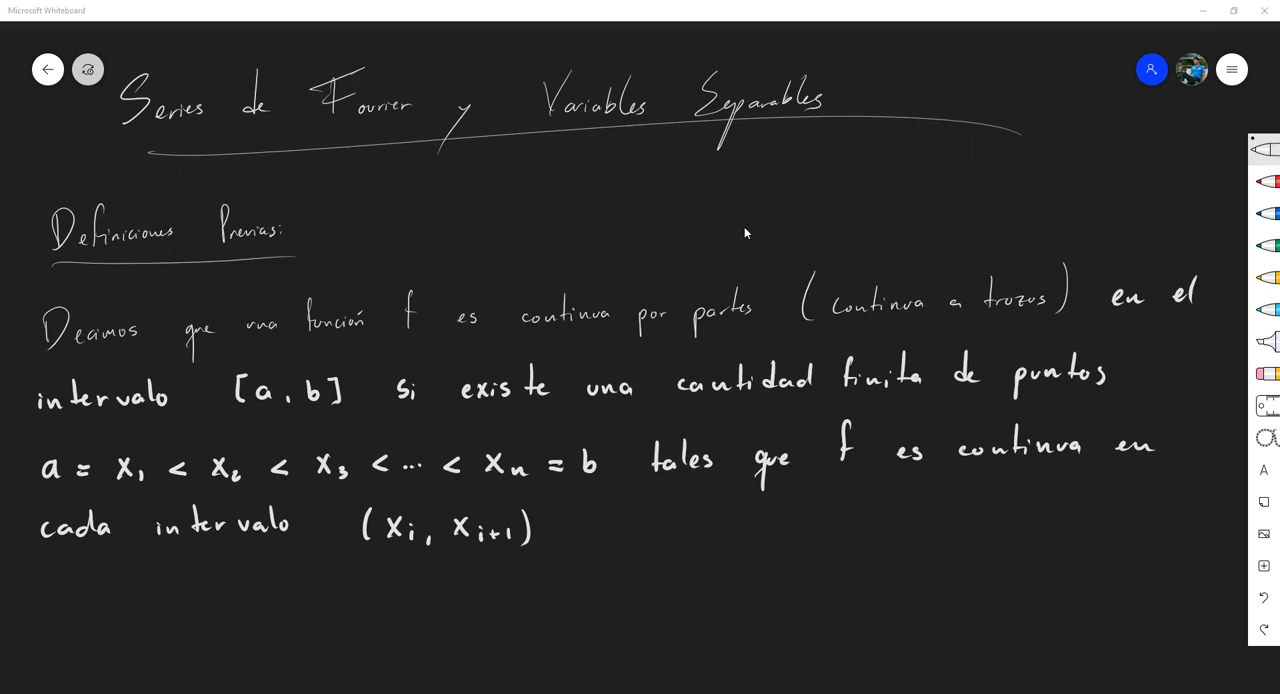 Microsoft Whiteboard
Series de Fourier y Variables Separables
Definiciones Previas:
Decimos que una función f es continua por partes (continua a trozos) en el
intervalo [a, b] si existe una cantidad finita de puntos
a = x₁ < x₂ < x₃ < ... < xₙ = b tales que f es continua en
cada intervalo (xᵢ, xᵢ₊₁)
A